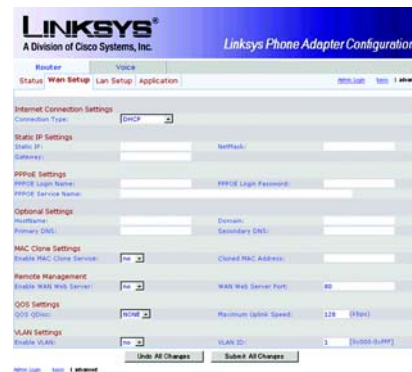 LINKSYS®
A Division of Cisco Systems, Inc.
Linksys Phone Adapter Configuration
Router Voice
Status Wan Setup Lan Setup Application
Admin Login basic | advanced
Internet Connection Settings
Connection Type: DHCP
Static IP Settings
Static IP: NetMask:
Gateway:
PPPoE Settings
PPPOE Login Name: PPPOE Login Password:
PPPOE Service Name:
Optional Settings
HostName: Domain:
Primary DNS: Secondary DNS:
MAC Clone Settings
Enable MAC Clone Service: no Cloned MAC Address:
Remote Management
Enable WAN Web Server: no WAN Web Server Port: 80
QOS Settings
QOS QDisc: NONE Maximum Uplink Speed: 128 (kbps)
VLAN Settings
Enable VLAN: no VLAN ID: 1 [0x000-0xFFF]
Undo All Changes Submit All Changes
Admin Login basic | advanced